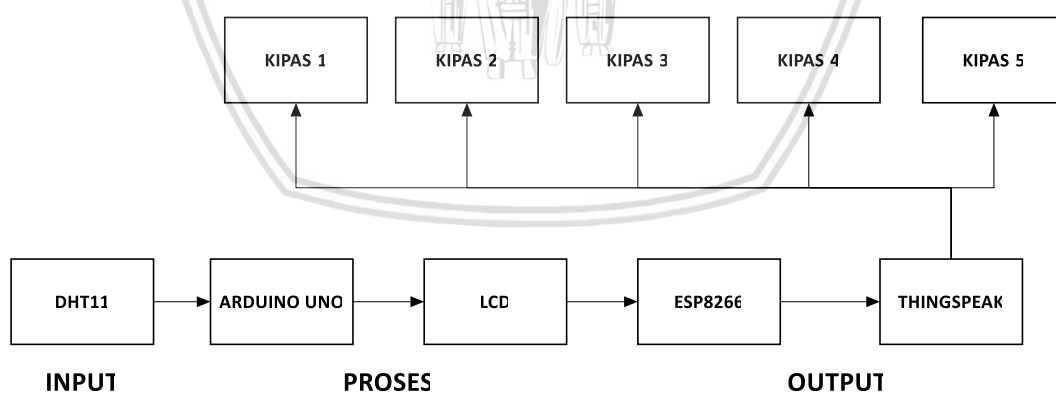 KIPAS 1
KIPAS 2
KIPAS 3
KIPAS 4
KIPAS 5
DHT11
ARDUINO UNO
LCD
ESP8266
THINGSPEAK
INPUT
PROSES
OUTPUT